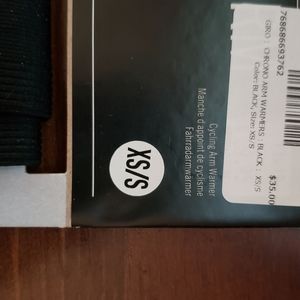 768686693762
GIRO : CHRONO ARM WARMERS : BLACK : XS/S
Color: BLACK, Size: XS/S
$35.00
Cycling Arm Warmer
Manche d'appoint de cyclisme
Fahrradarmwärmer
XS/S